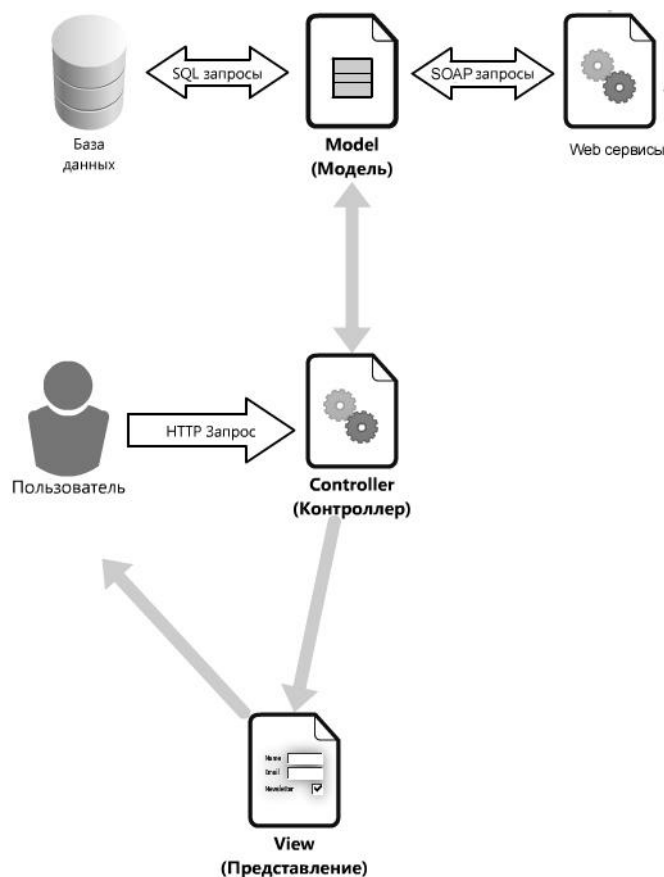 SQL запросы
SOAP запросы
База
данных
Model
(Модель)
Web сервисы
HTTP Запрос
Пользователь
Controller
(Контроллер)
Name
Email
Newsletter
View
(Представление)